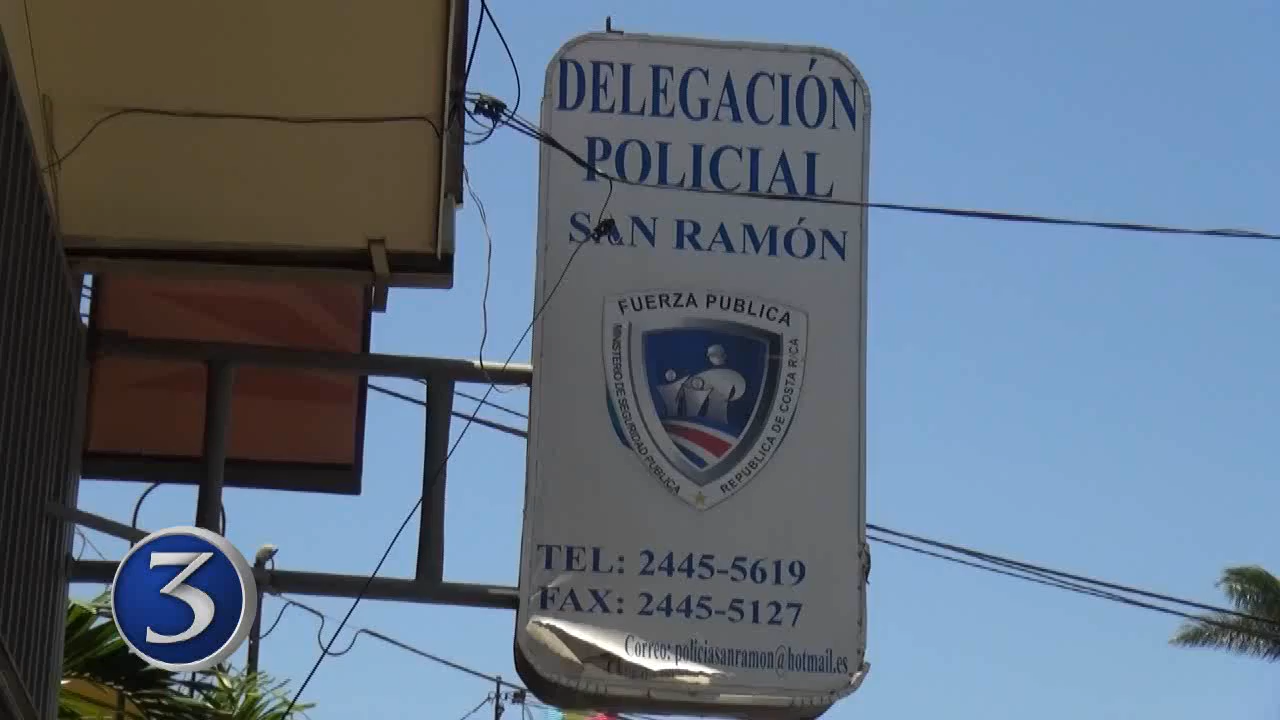 DELEGACIÓN
POLICIAL
SAN RAMÓN
FUERZA PUBLICA
MINISTERIO DE SEGURIDAD PUBLICA
REPUBLICA DE COSTA RICA
TEL: 2445-5619
FAX: 2445-5127
Correo: policiasanramon@hotmail.es
3